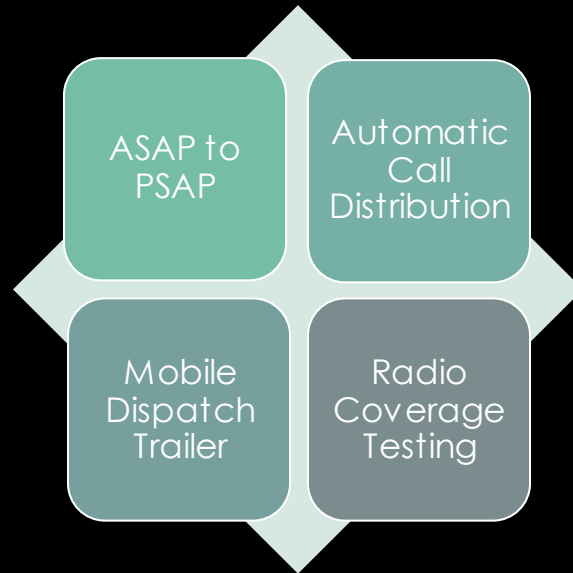 ASAP to
PSAP
Automatic
Call
Distribution
Mobile
Dispatch
Trailer
Radio
Coverage
Testing